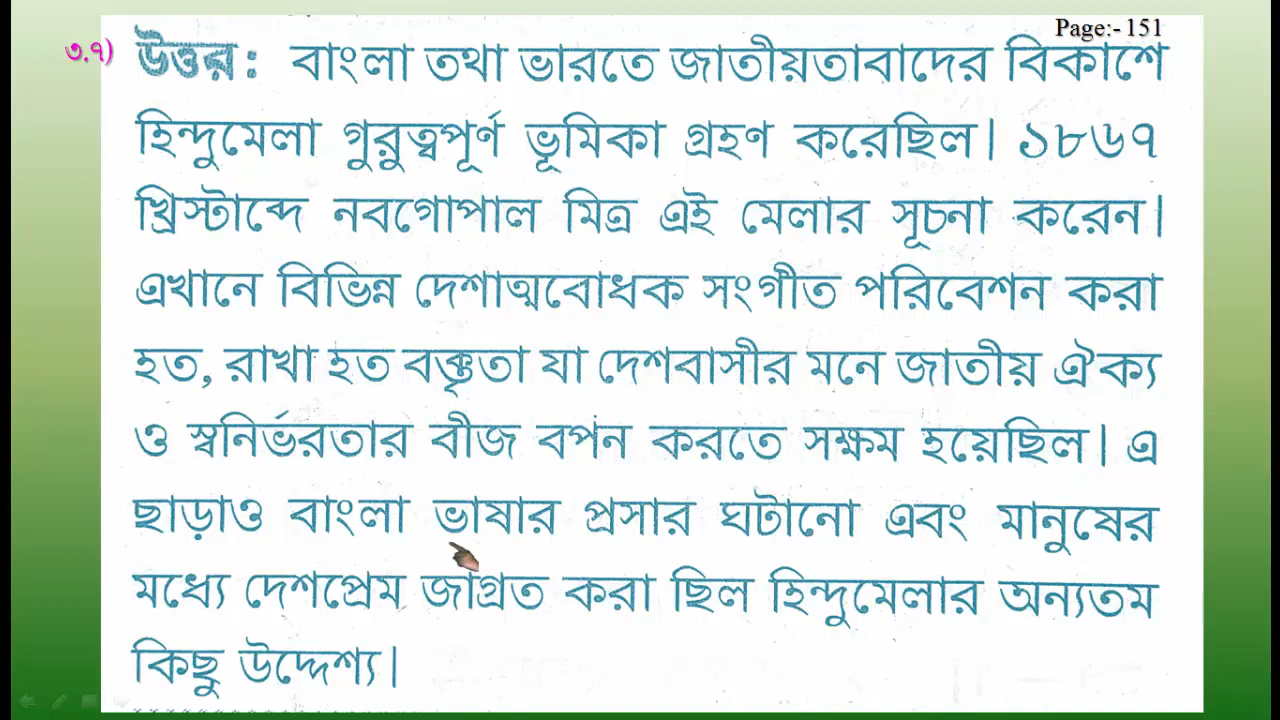 Page:- 151
৩.৭) উত্তর : বাংলা তথা ভারতে জাতীয়তাবাদের বিকাশে
হিন্দুমেলা গুরুত্বপূর্ণ ভূমিকা গ্রহণ করেছিল। ১৮৬৭
খ্রিস্টাব্দে নবগোপাল মিত্র এই মেলার সূচনা করেন।
এখানে বিভিন্ন দেশাত্মবোধক সংগীত পরিবেশন করা
হত, রাখা হত বক্তৃতা যা দেশবাসীর মনে জাতীয় ঐক্য
ও স্বনির্ভরতার বীজ বপন করতে সক্ষম হয়েছিল। এ
ছাড়াও বাংলা ভাষার প্রসার ঘটানো এবং মানুষের
মধ্যে দেশপ্রেম জাগ্রত করা ছিল হিন্দুমেলার অন্যতম
কিছু উদ্দেশ্য।